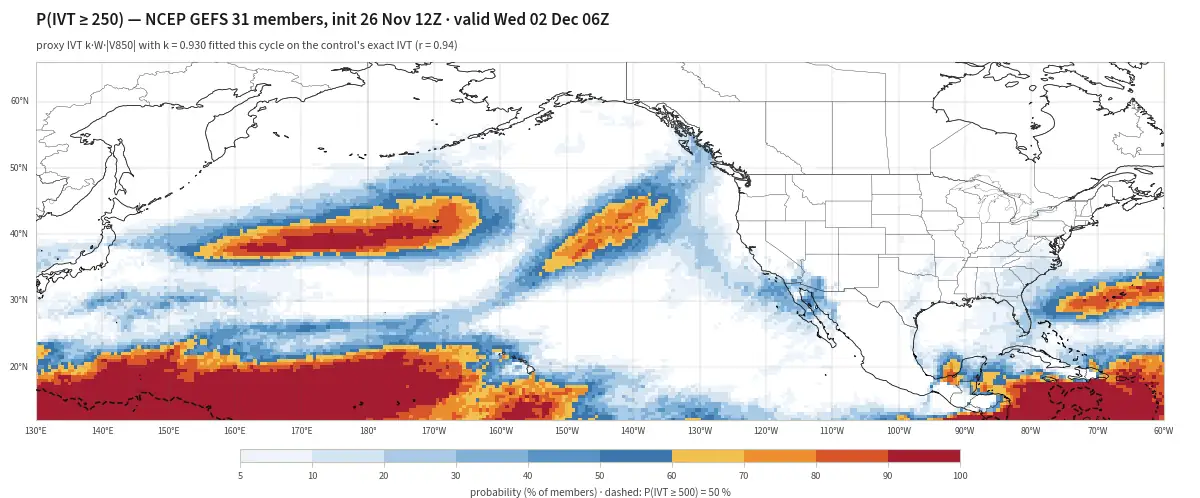 P(IVT ≥ 250) — NCEP GEFS 31 members, init 26 Nov 12Z · valid Wed 02 Dec 06Z
proxy IVT k·W·|V850| with k = 0.930 fitted this cycle on the control's exact IVT (r = 0.94)
60°N
50°N
40°N
30°N
20°N
130°E 140°E 150°E 160°E 170°E 180° 170°W 160°W 150°W 140°W 130°W 120°W 110°W 100°W 90°W 80°W 70°W 60°W
5 10 20 30 40 50 60 70 80 90 100
probability (% of members) · dashed: P(IVT ≥ 500) = 50 %